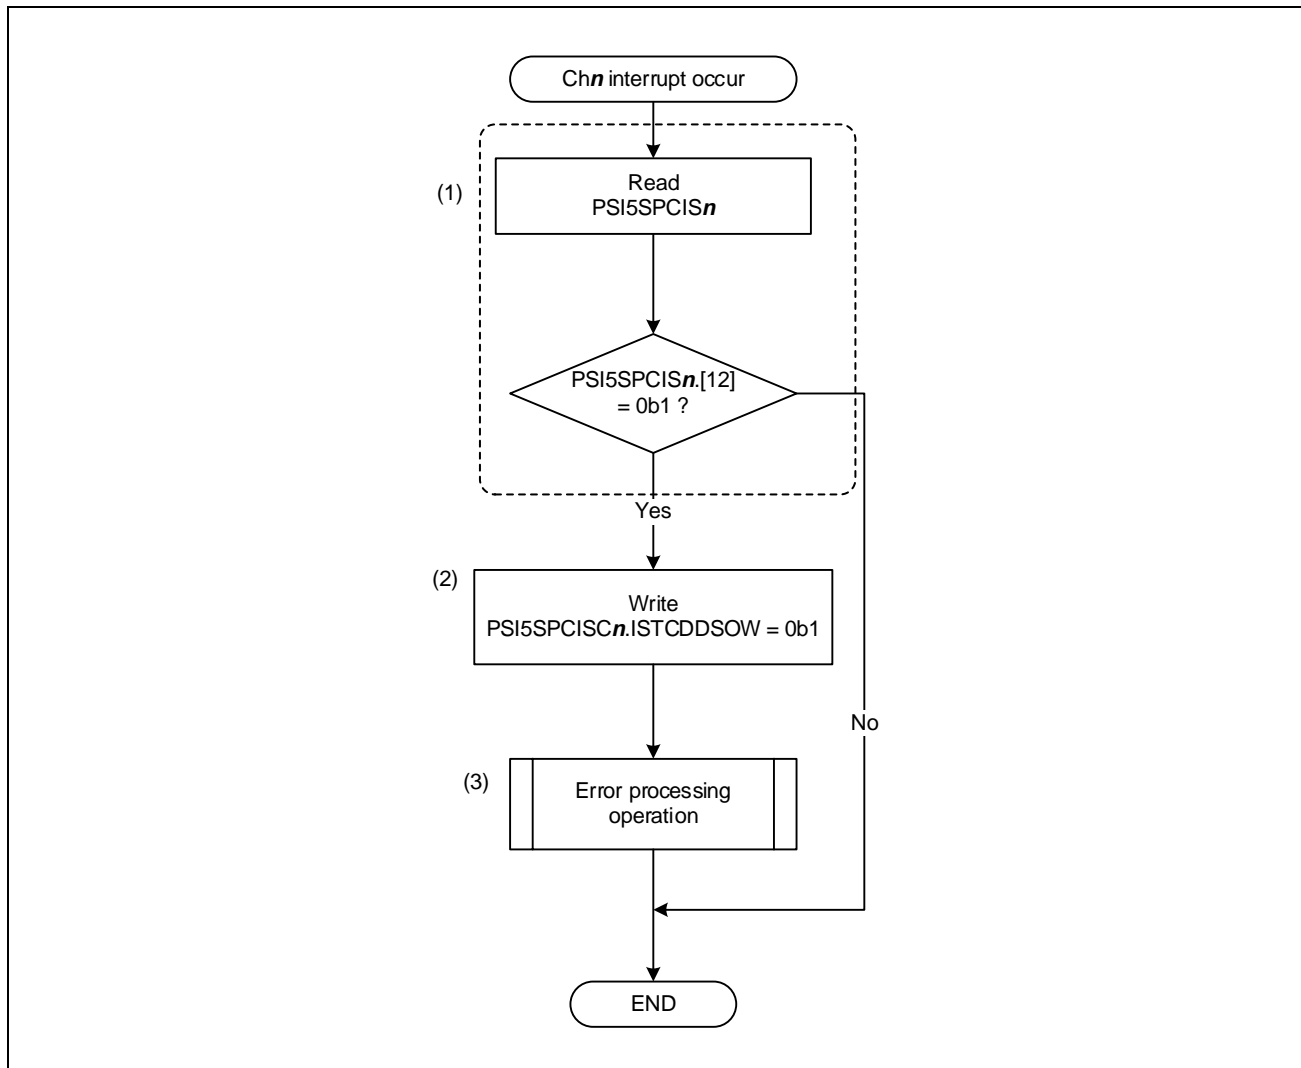 Chn interrupt occur
(1)
Read
PSI5SPCISn
PSI5SPCISn.[12]
= 0b1 ?
Yes
(2)
Write
PSI5SPCISCn.ISTCDDSOW = 0b1
No
(3)
Error processing
operation
END